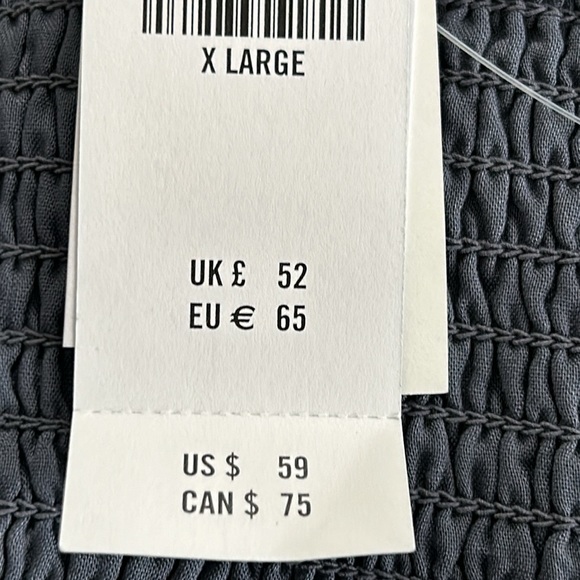 X LARGE
UK £ 52
EU € 65
US $ 59
CAN $ 75